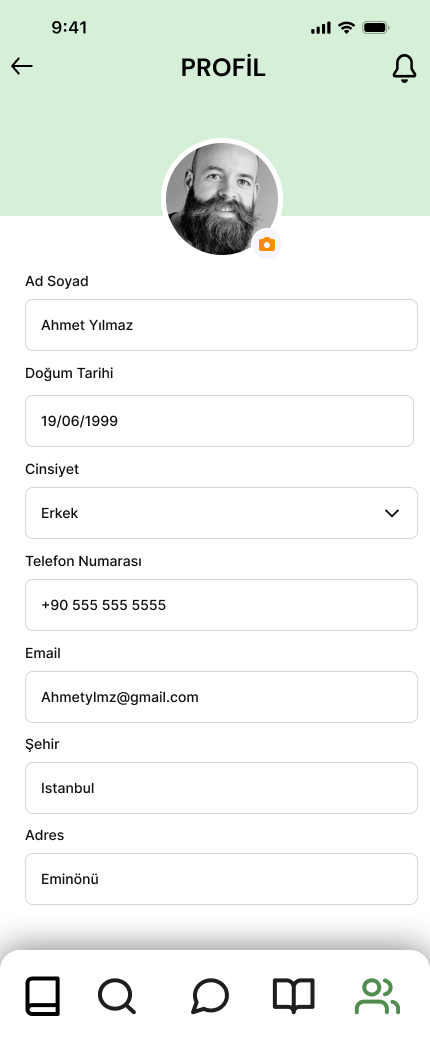 9:41
PROFİL
Ad Soyad
Ahmet Yılmaz
Doğum Tarihi
19/06/1999
Cinsiyet
Erkek
Telefon Numarası
+90 555 555 5555
Email
Ahmetylmz@gmail.com
Şehir
Istanbul
Adres
Eminönü